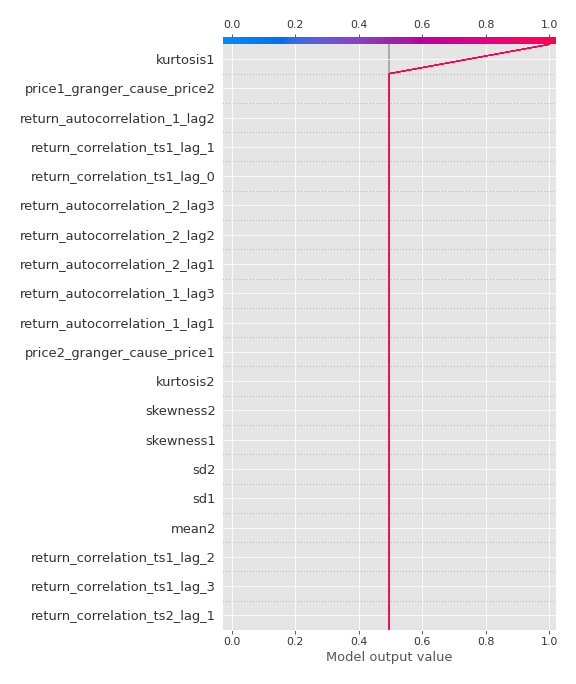 0.0 0.2 0.4 0.6 0.8 1.0
kurtosis1
price1_granger_cause_price2
return_autocorrelation_1_lag2
return_correlation_ts1_lag_1
return_correlation_ts1_lag_0
return_autocorrelation_2_lag3
return_autocorrelation_2_lag2
return_autocorrelation_2_lag1
return_autocorrelation_1_lag3
return_autocorrelation_1_lag1
price2_granger_cause_price1
kurtosis2
skewness2
skewness1
sd2
sd1
mean2
return_correlation_ts1_lag_2
return_correlation_ts1_lag_3
return_correlation_ts2_lag_1
0.0 0.2 0.4 0.6 0.8 1.0
Model output value